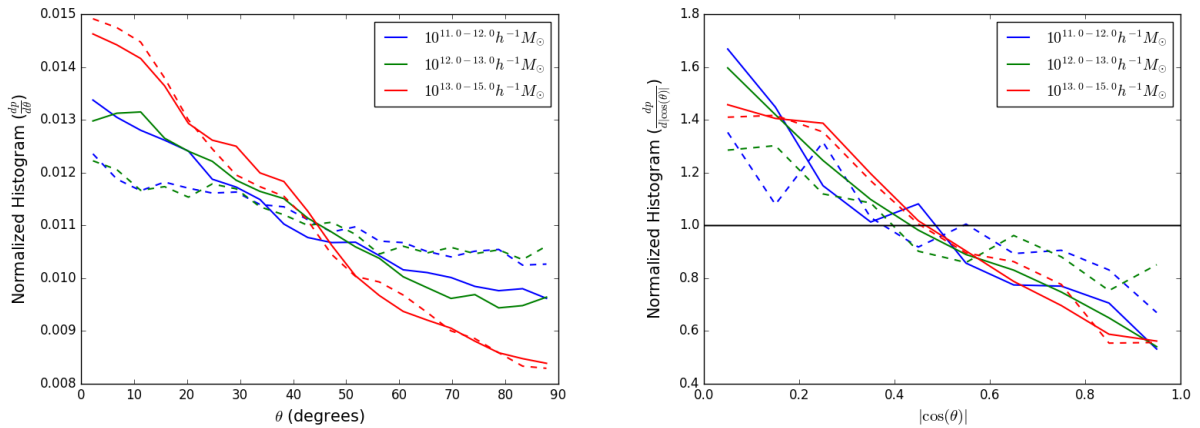 0.015
0.014
0.013
0.012
0.011
0.010
0.009
0.008
0 10 20 30 40 50 60 70 80 90
θ (degrees)
Normalized Histogram (dp/dθ)
10^{11.0−12.0}h^{−1}M_⊙
10^{12.0−13.0}h^{−1}M_⊙
10^{13.0−15.0}h^{−1}M_⊙
1.8
1.6
1.4
1.2
1.0
0.8
0.6
0.4
0.0 0.2 0.4 0.6 0.8 1.0
|cos(θ)|
Normalized Histogram (dp/d|cos(θ)|)
10^{11.0−12.0}h^{−1}M_⊙
10^{12.0−13.0}h^{−1}M_⊙
10^{13.0−15.0}h^{−1}M_⊙